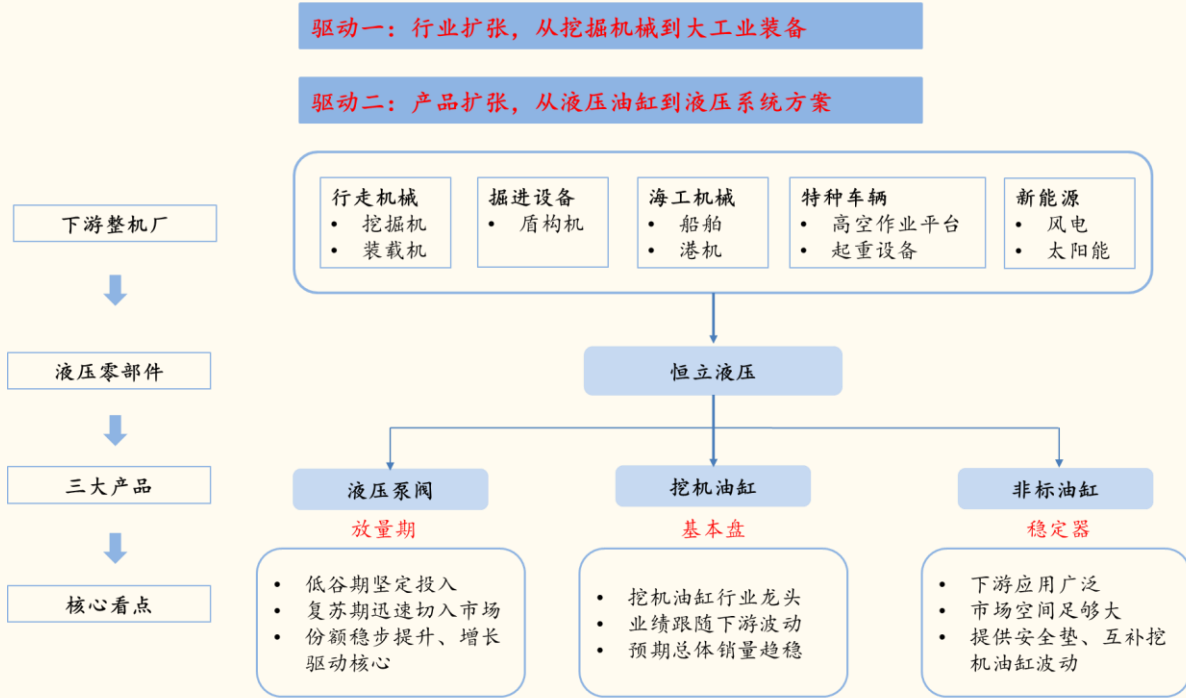 驱动一：行业扩张，从挖掘机械到大工业装备
驱动二：产品扩张，从液压油缸到液压系统方案
下游整机厂
行走机械
• 挖掘机
• 装载机
掘进设备
• 盾构机
海工机械
• 船舶
• 港机
特种车辆
• 高空作业平台
• 起重设备
新能源
• 风电
• 太阳能
液压零部件
恒立液压
三大产品
液压泵阀
挖机油缸
非标油缸
放量期
基本盘
稳定器
核心看点
• 低谷期坚定投入
• 复苏期迅速切入市场
• 份额稳步提升、增长
驱动核心
• 挖机油缸行业龙头
• 业绩跟随下游波动
• 预期总体销量趋稳
• 下游应用广泛
• 市场空间足够大
• 提供安全垫、互补挖
机油缸波动